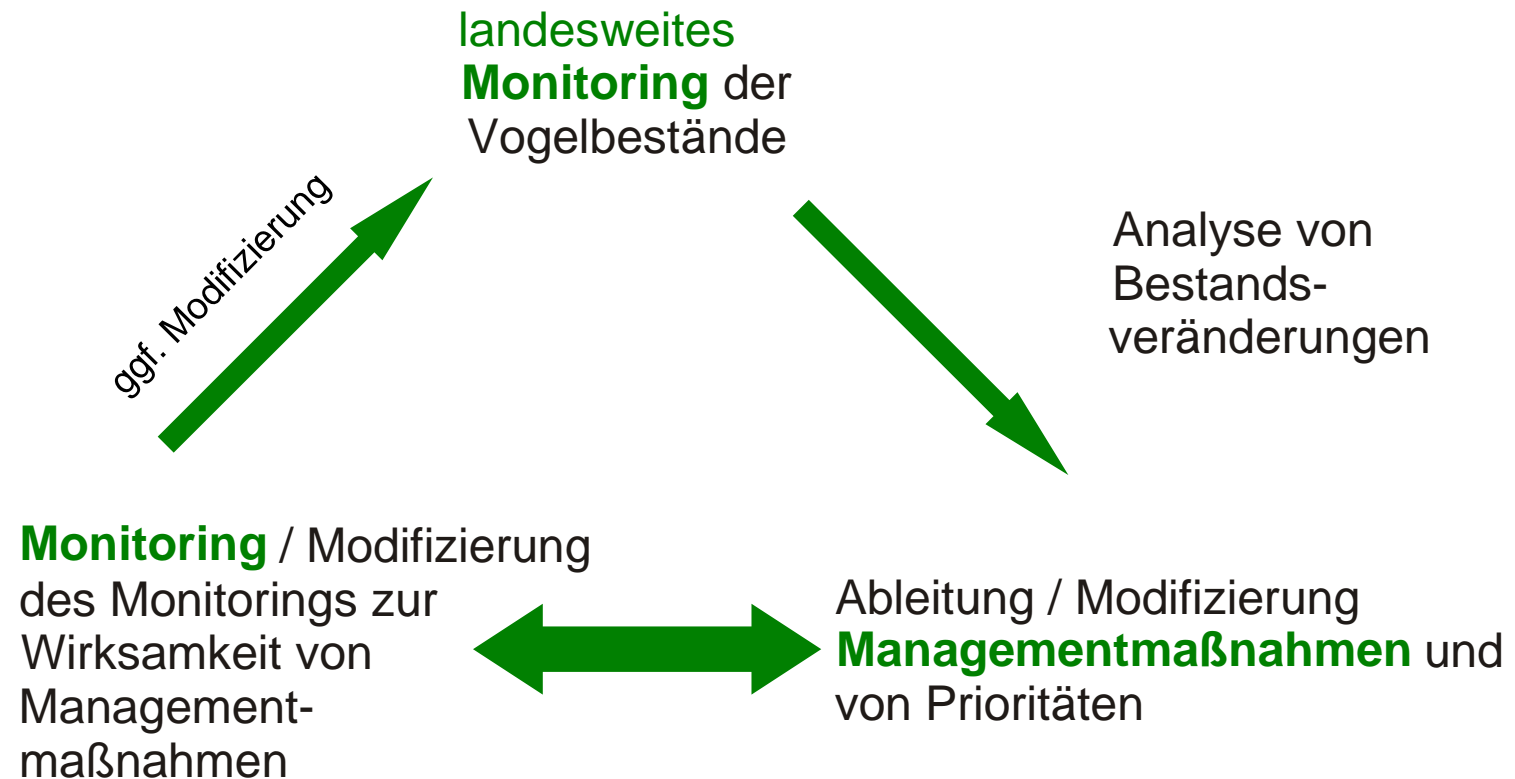 landesweites
Monitoring der
Vogelbestände
ggf. Modifizierung
Analyse von
Bestands-
veränderungen
Monitoring / Modifizierung
des Monitorings zur
Wirksamkeit von
Management-
maßnahmen
Ableitung / Modifizierung
Managementmaßnahmen und
von Prioritäten